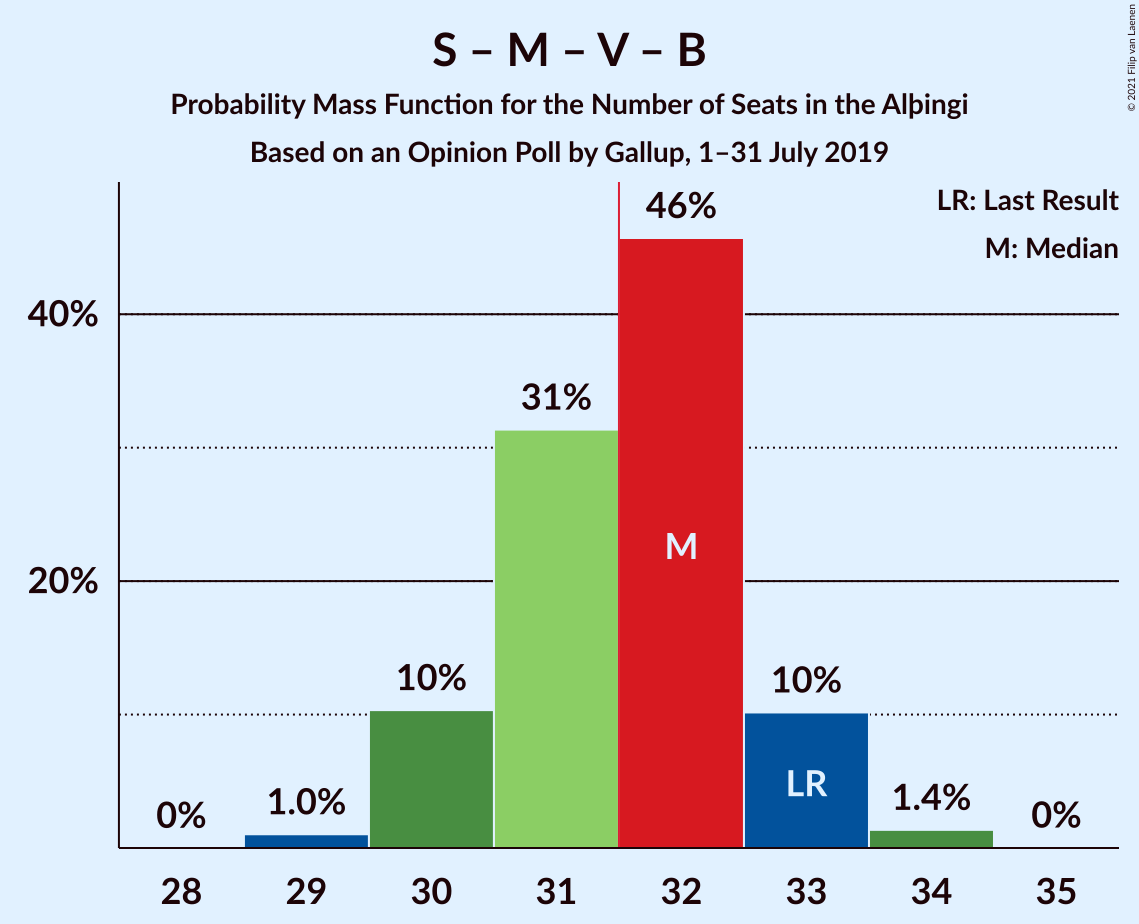 S – M – V – B
Probability Mass Function for the Number of Seats in the Alþingi
Based on an Opinion Poll by Gallup, 1–31 July 2019
© 2021 Filip van Laenen
LR: Last Result
M: Median
46%
40%
31%
M
20%
10%
10%
LR
0%
1.0%
1.4%
0%
28 29 30 31 32 33 34 35